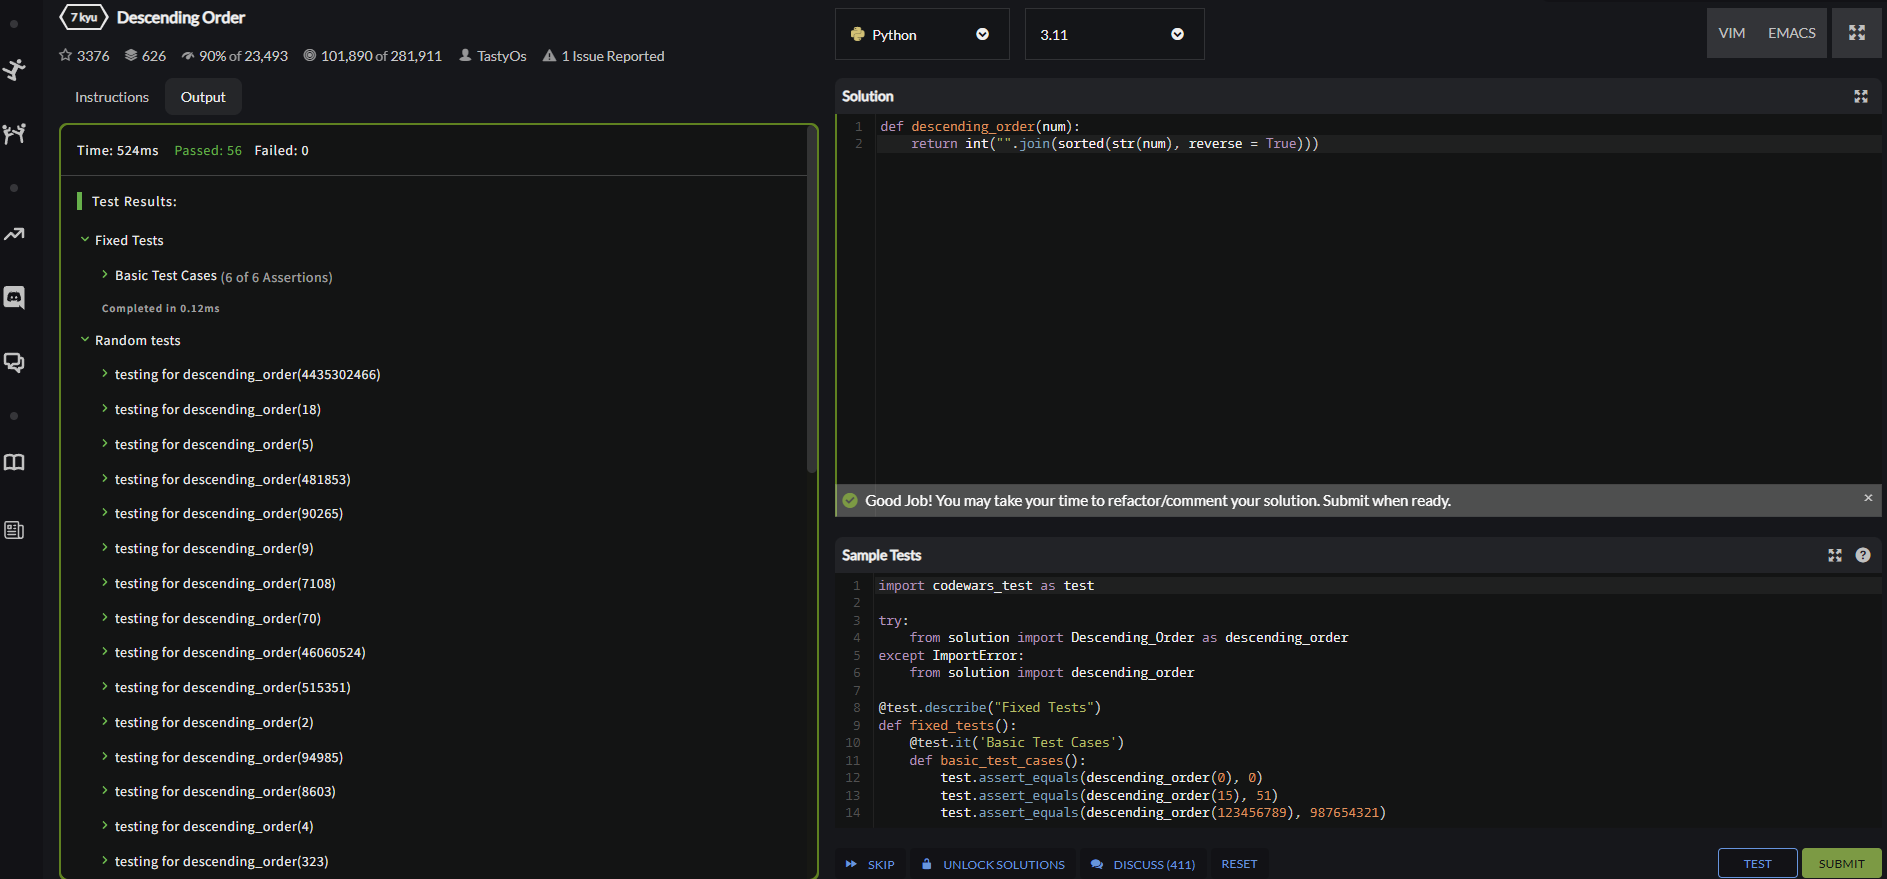 7 kyu Descending Order
3376 626 90% of 23,493 101,890 of 281,911 TastyOs 1 Issue Reported
Instructions Output
Time: 524ms Passed: 56 Failed: 0
Test Results:
Fixed Tests
Basic Test Cases (6 of 6 Assertions)
Completed in 0.12ms
Random tests
testing for descending_order(4435302466)
testing for descending_order(18)
testing for descending_order(5)
testing for descending_order(481853)
testing for descending_order(90265)
testing for descending_order(9)
testing for descending_order(7108)
testing for descending_order(70)
testing for descending_order(46060524)
testing for descending_order(515351)
testing for descending_order(2)
testing for descending_order(94985)
testing for descending_order(8603)
testing for descending_order(4)
testing for descending_order(323)
Python 3.11 VIM EMACS
Solution
1 def descending_order(num):
2     return int("".join(sorted(str(num), reverse = True)))
Good Job! You may take your time to refactor/comment your solution. Submit when ready. ×
Sample Tests ?
1 import codewars_test as test
2
3 try:
4     from solution import Descending_Order as descending_order
5 except ImportError:
6     from solution import descending_order
7
8 @test.describe("Fixed Tests")
9 def fixed_tests():
10     @test.it('Basic Test Cases')
11     def basic_test_cases():
12         test.assert_equals(descending_order(0), 0)
13         test.assert_equals(descending_order(15), 51)
14         test.assert_equals(descending_order(123456789), 987654321)
SKIP UNLOCK SOLUTIONS DISCUSS (411) RESET TEST SUBMIT